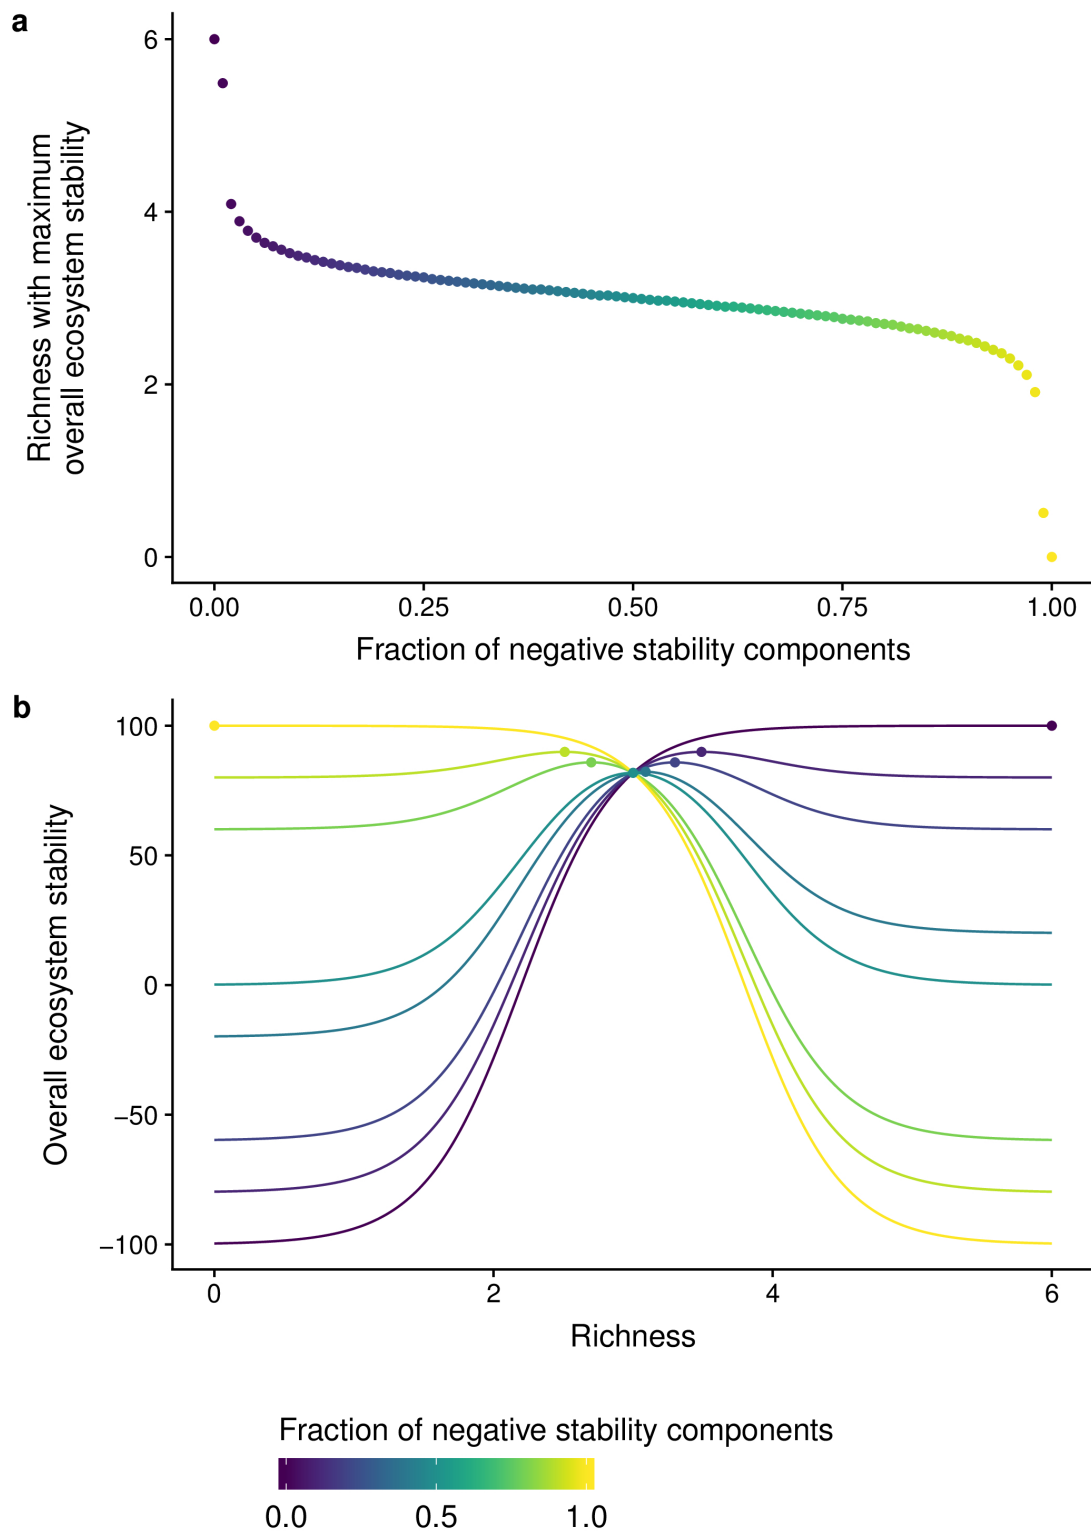 a
6
4
2
0
Richness with maximum
overall ecosystem stability
0.00 0.25 0.50 0.75 1.00
Fraction of negative stability components
b
100
50
0
−50
−100
Overall ecosystem stability
0 2 4 6
Richness
Fraction of negative stability components
0.0 0.5 1.0